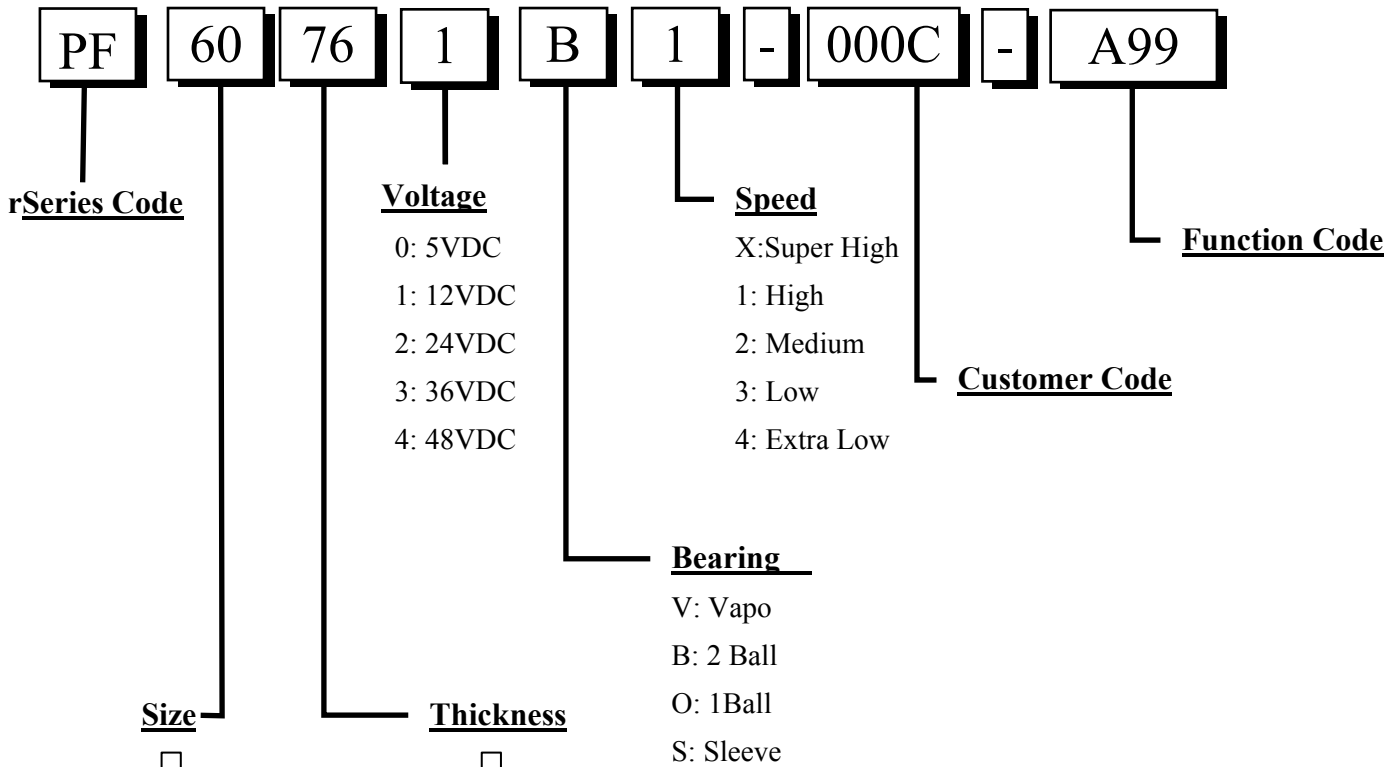 PF 60 76 1 B 1 - 000C - A99
rSeries Code
Voltage
0: 5VDC
1: 12VDC
2: 24VDC
3: 36VDC
4: 48VDC
Speed
X:Super High
1: High
2: Medium
3: Low
4: Extra Low
Function Code
Customer Code
Bearing
V: Vapo
B: 2 Ball
O: 1Ball
S: Sleeve
Size
Thickness